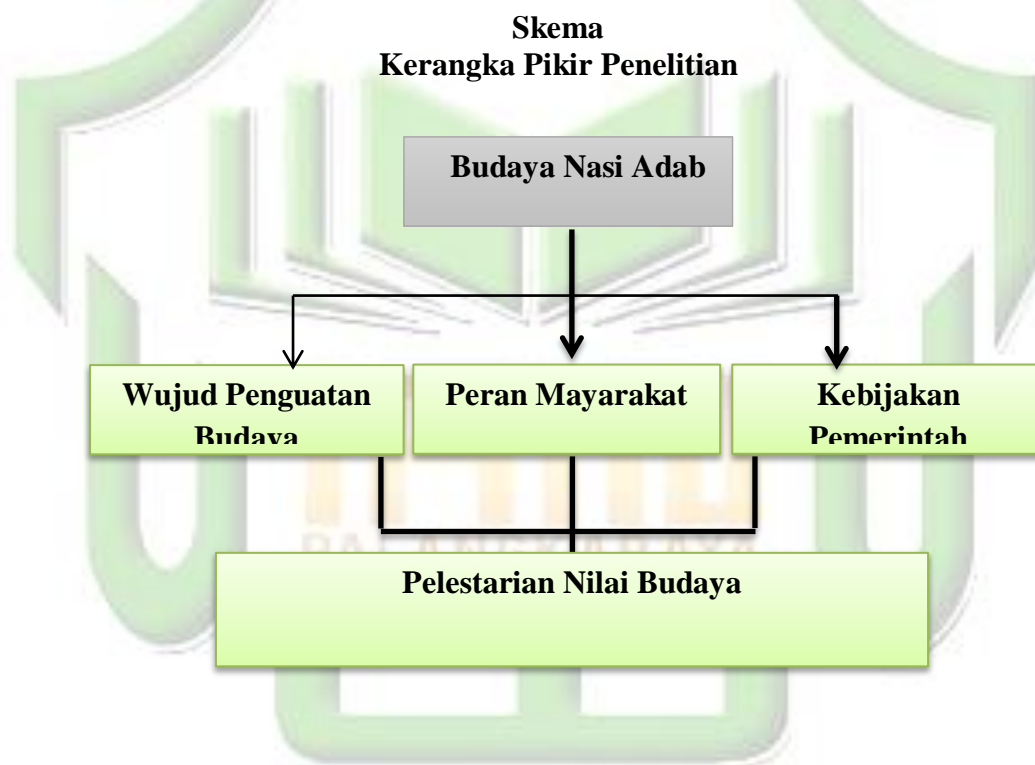 Skema
Kerangka Pikir Penelitian
Budaya Nasi Adab
Wujud Penguatan
Budaya
Peran Mayarakat
Kebijakan
Pemerintah
Pelestarian Nilai Budaya